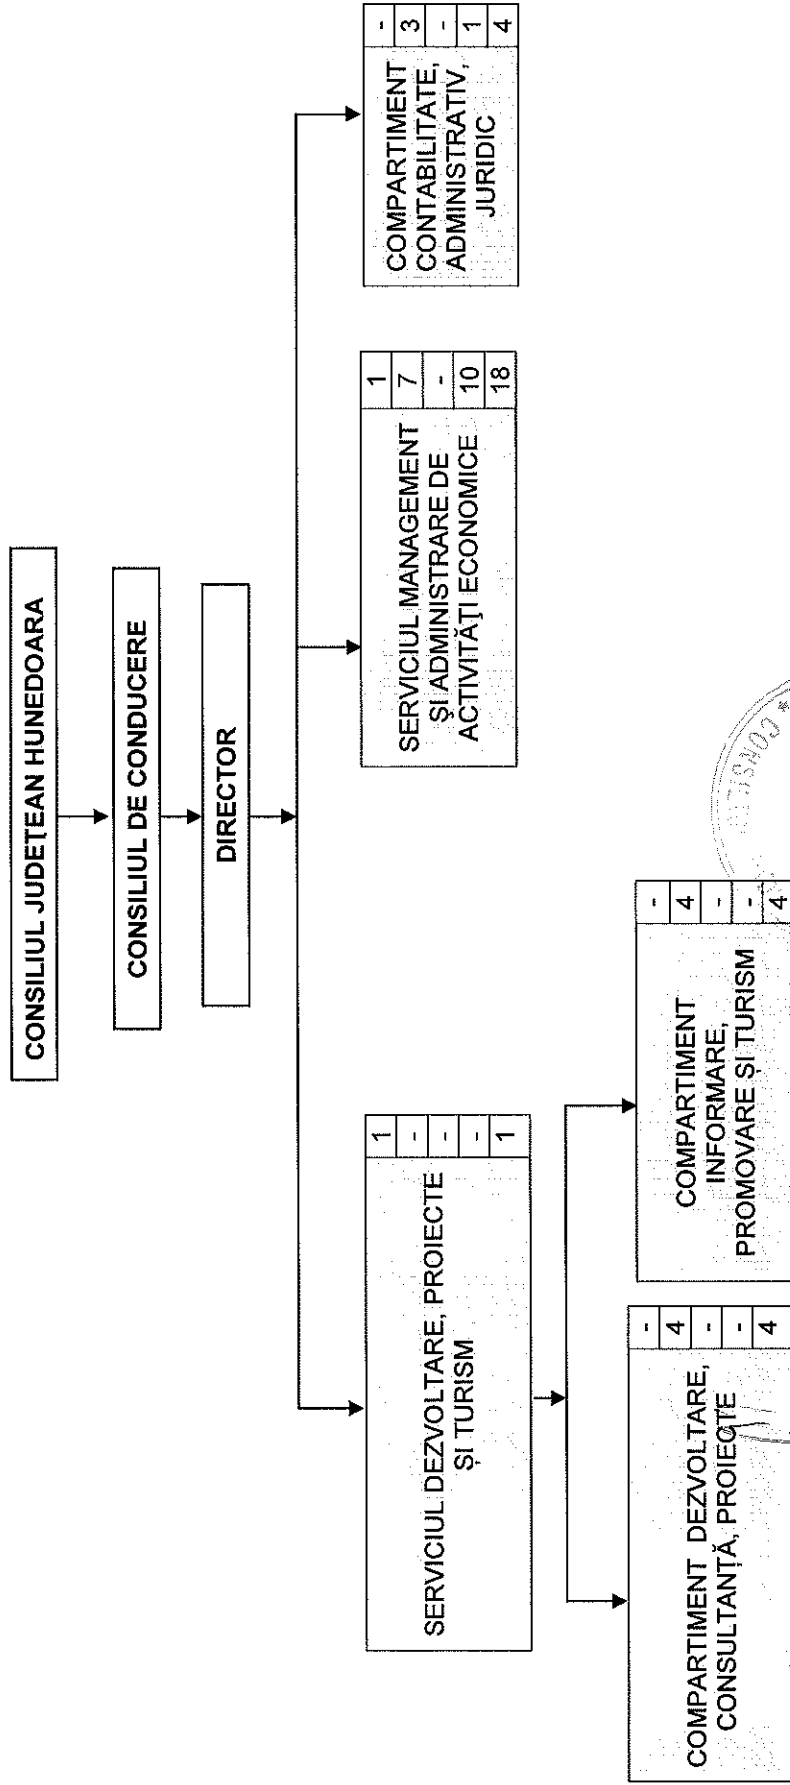 CONSILIUL JUDEȚEAN HUNEDOARA
CONSILIUL DE CONDUCERE
DIRECTOR
SERVICIUL DEZVOLTARE, PROIECTE
ȘI TURISM
1
-
-
-
1
SERVICIUL MANAGEMENT
ȘI ADMINISTRARE DE
ACTIVITĂŢI ECONOMICE
1
7
-
10
18
COMPARTIMENT
CONTABILITATE,
ADMINISTRATIV,
JURIDIC
-
3
-
1
4
COMPARTIMENT DEZVOLTARE,
CONSULTANȚĂ, PROIECTE
-
4
-
-
4
COMPARTIMENT
INFORMARE,
PROMOVARE ȘI TURISM
-
4
-
-
4